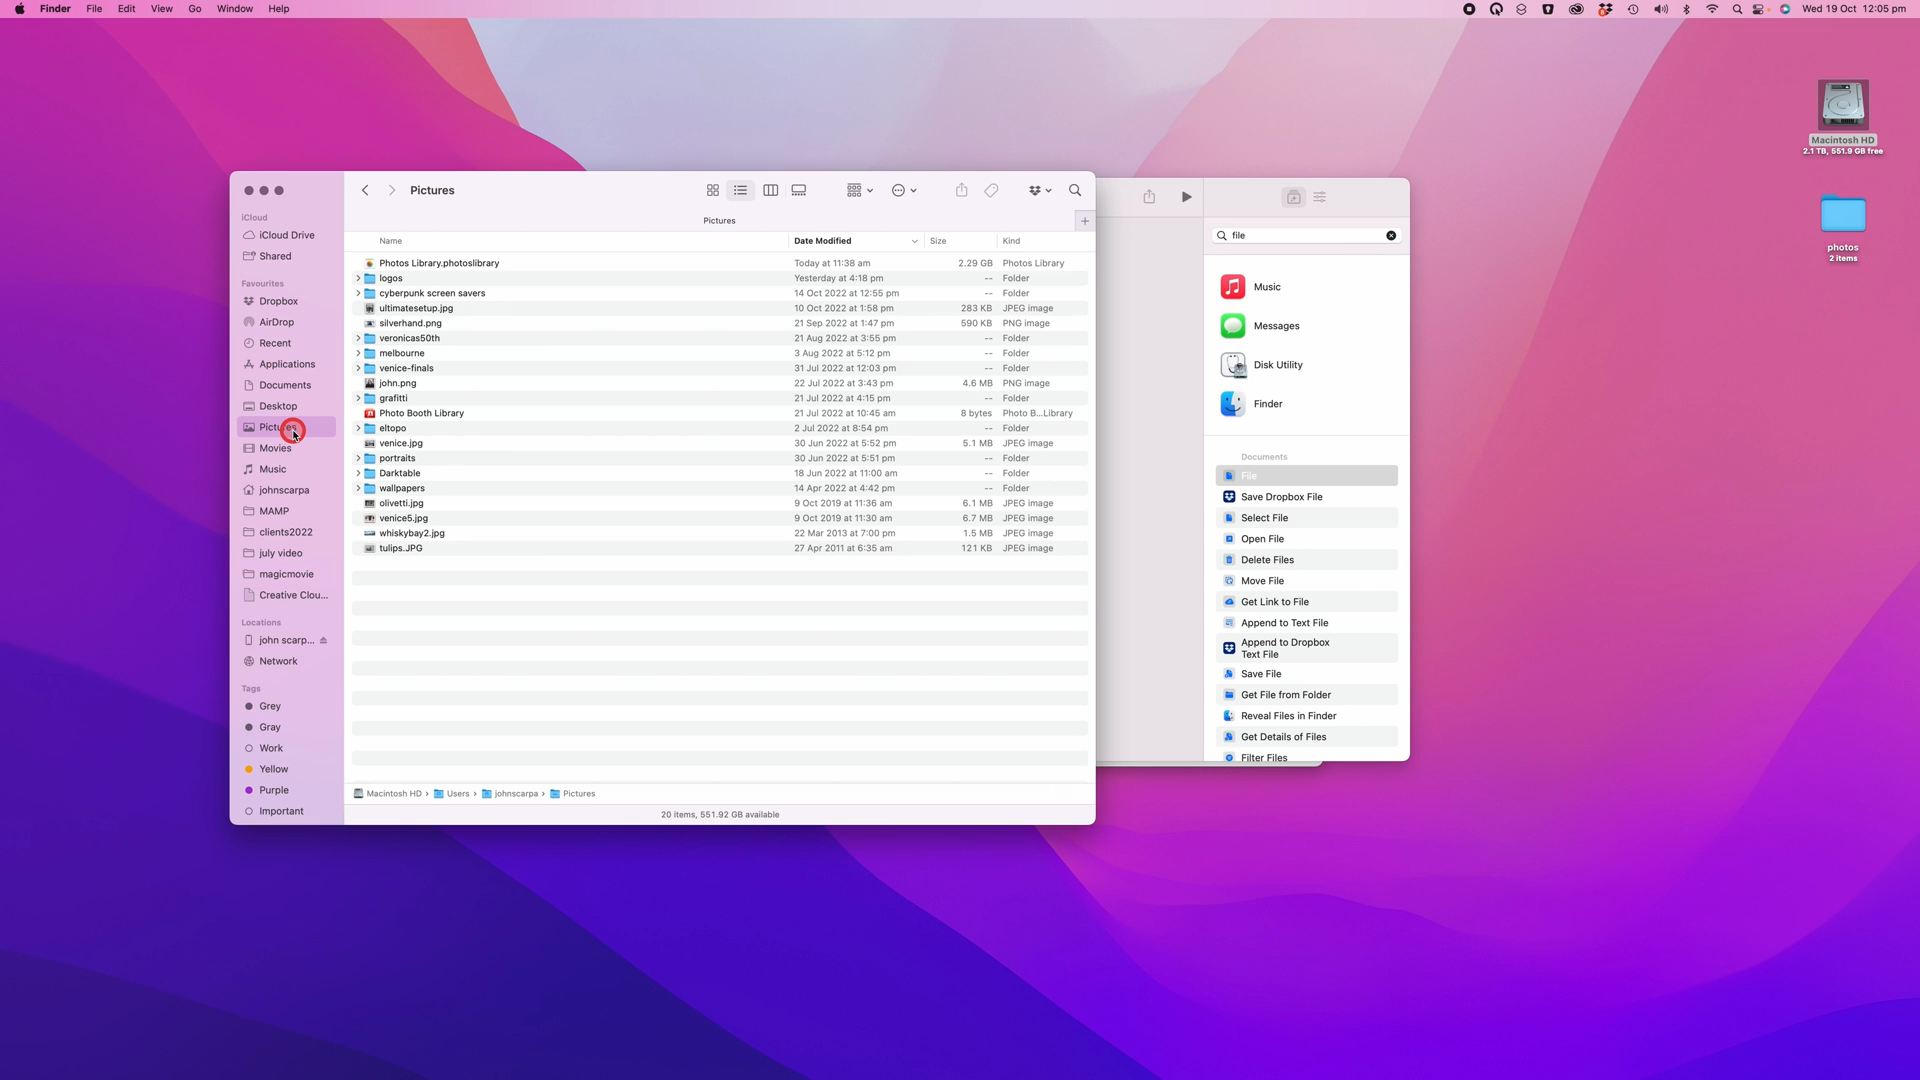 Finder File Edit View Go Window Help
Wed 19 Oct 12:05 pm
Macintosh HD
2.1 TB, 551.9 GB free
photos
2 items
iCloud
iCloud Drive
Shared
Favourites
Dropbox
AirDrop
Recent
Applications
Documents
Desktop
Pictures
Movies
Music
johnscarpa
MAMP
clients2022
july video
magicmovie
Creative Clou...
Locations
john scarp...
Network
Tags
Grey
Gray
Work
Yellow
Purple
Important
Pictures
Pictures
Name Date Modified Size Kind
Photos Library.photoslibrary Today at 11:38 am 2.29 GB Photos Library
logos Yesterday at 4:18 pm -- Folder
cyberpunk screen savers 14 Oct 2022 at 12:55 pm -- Folder
ultimatesetup.jpg 10 Oct 2022 at 1:58 pm 283 KB JPEG image
silverhand.png 21 Sep 2022 at 1:47 pm 590 KB PNG image
veronicas50th 21 Aug 2022 at 3:55 pm -- Folder
melbourne 3 Aug 2022 at 5:12 pm -- Folder
venice-finals 31 Jul 2022 at 12:03 pm -- Folder
john.png 22 Jul 2022 at 3:43 pm 4.6 MB PNG image
grafitti 21 Jul 2022 at 4:15 pm -- Folder
Photo Booth Library 21 Jul 2022 at 10:45 am 8 bytes Photo B...Library
eltopo 2 Jul 2022 at 8:54 pm -- Folder
venice.jpg 30 Jun 2022 at 5:52 pm 5.1 MB JPEG image
portraits 30 Jun 2022 at 5:51 pm -- Folder
Darktable 18 Jun 2022 at 11:00 am -- Folder
wallpapers 14 Apr 2022 at 4:42 pm -- Folder
olivetti.jpg 9 Oct 2019 at 11:36 am 6.1 MB JPEG image
venice5.jpg 9 Oct 2019 at 11:30 am 6.7 MB JPEG image
whiskybay2.jpg 22 Mar 2013 at 7:00 pm 1.5 MB JPEG image
tulips.JPG 27 Apr 2011 at 6:35 am 121 KB JPEG image
Macintosh HD › Users › johnscarpa › Pictures
20 items, 551.92 GB available
file
Music
Messages
Disk Utility
Finder
Documents
File
Save Dropbox File
Select File
Open File
Delete Files
Move File
Get Link to File
Append to Text File
Append to Dropbox
Text File
Save File
Get File from Folder
Reveal Files in Finder
Get Details of Files
Filter Files